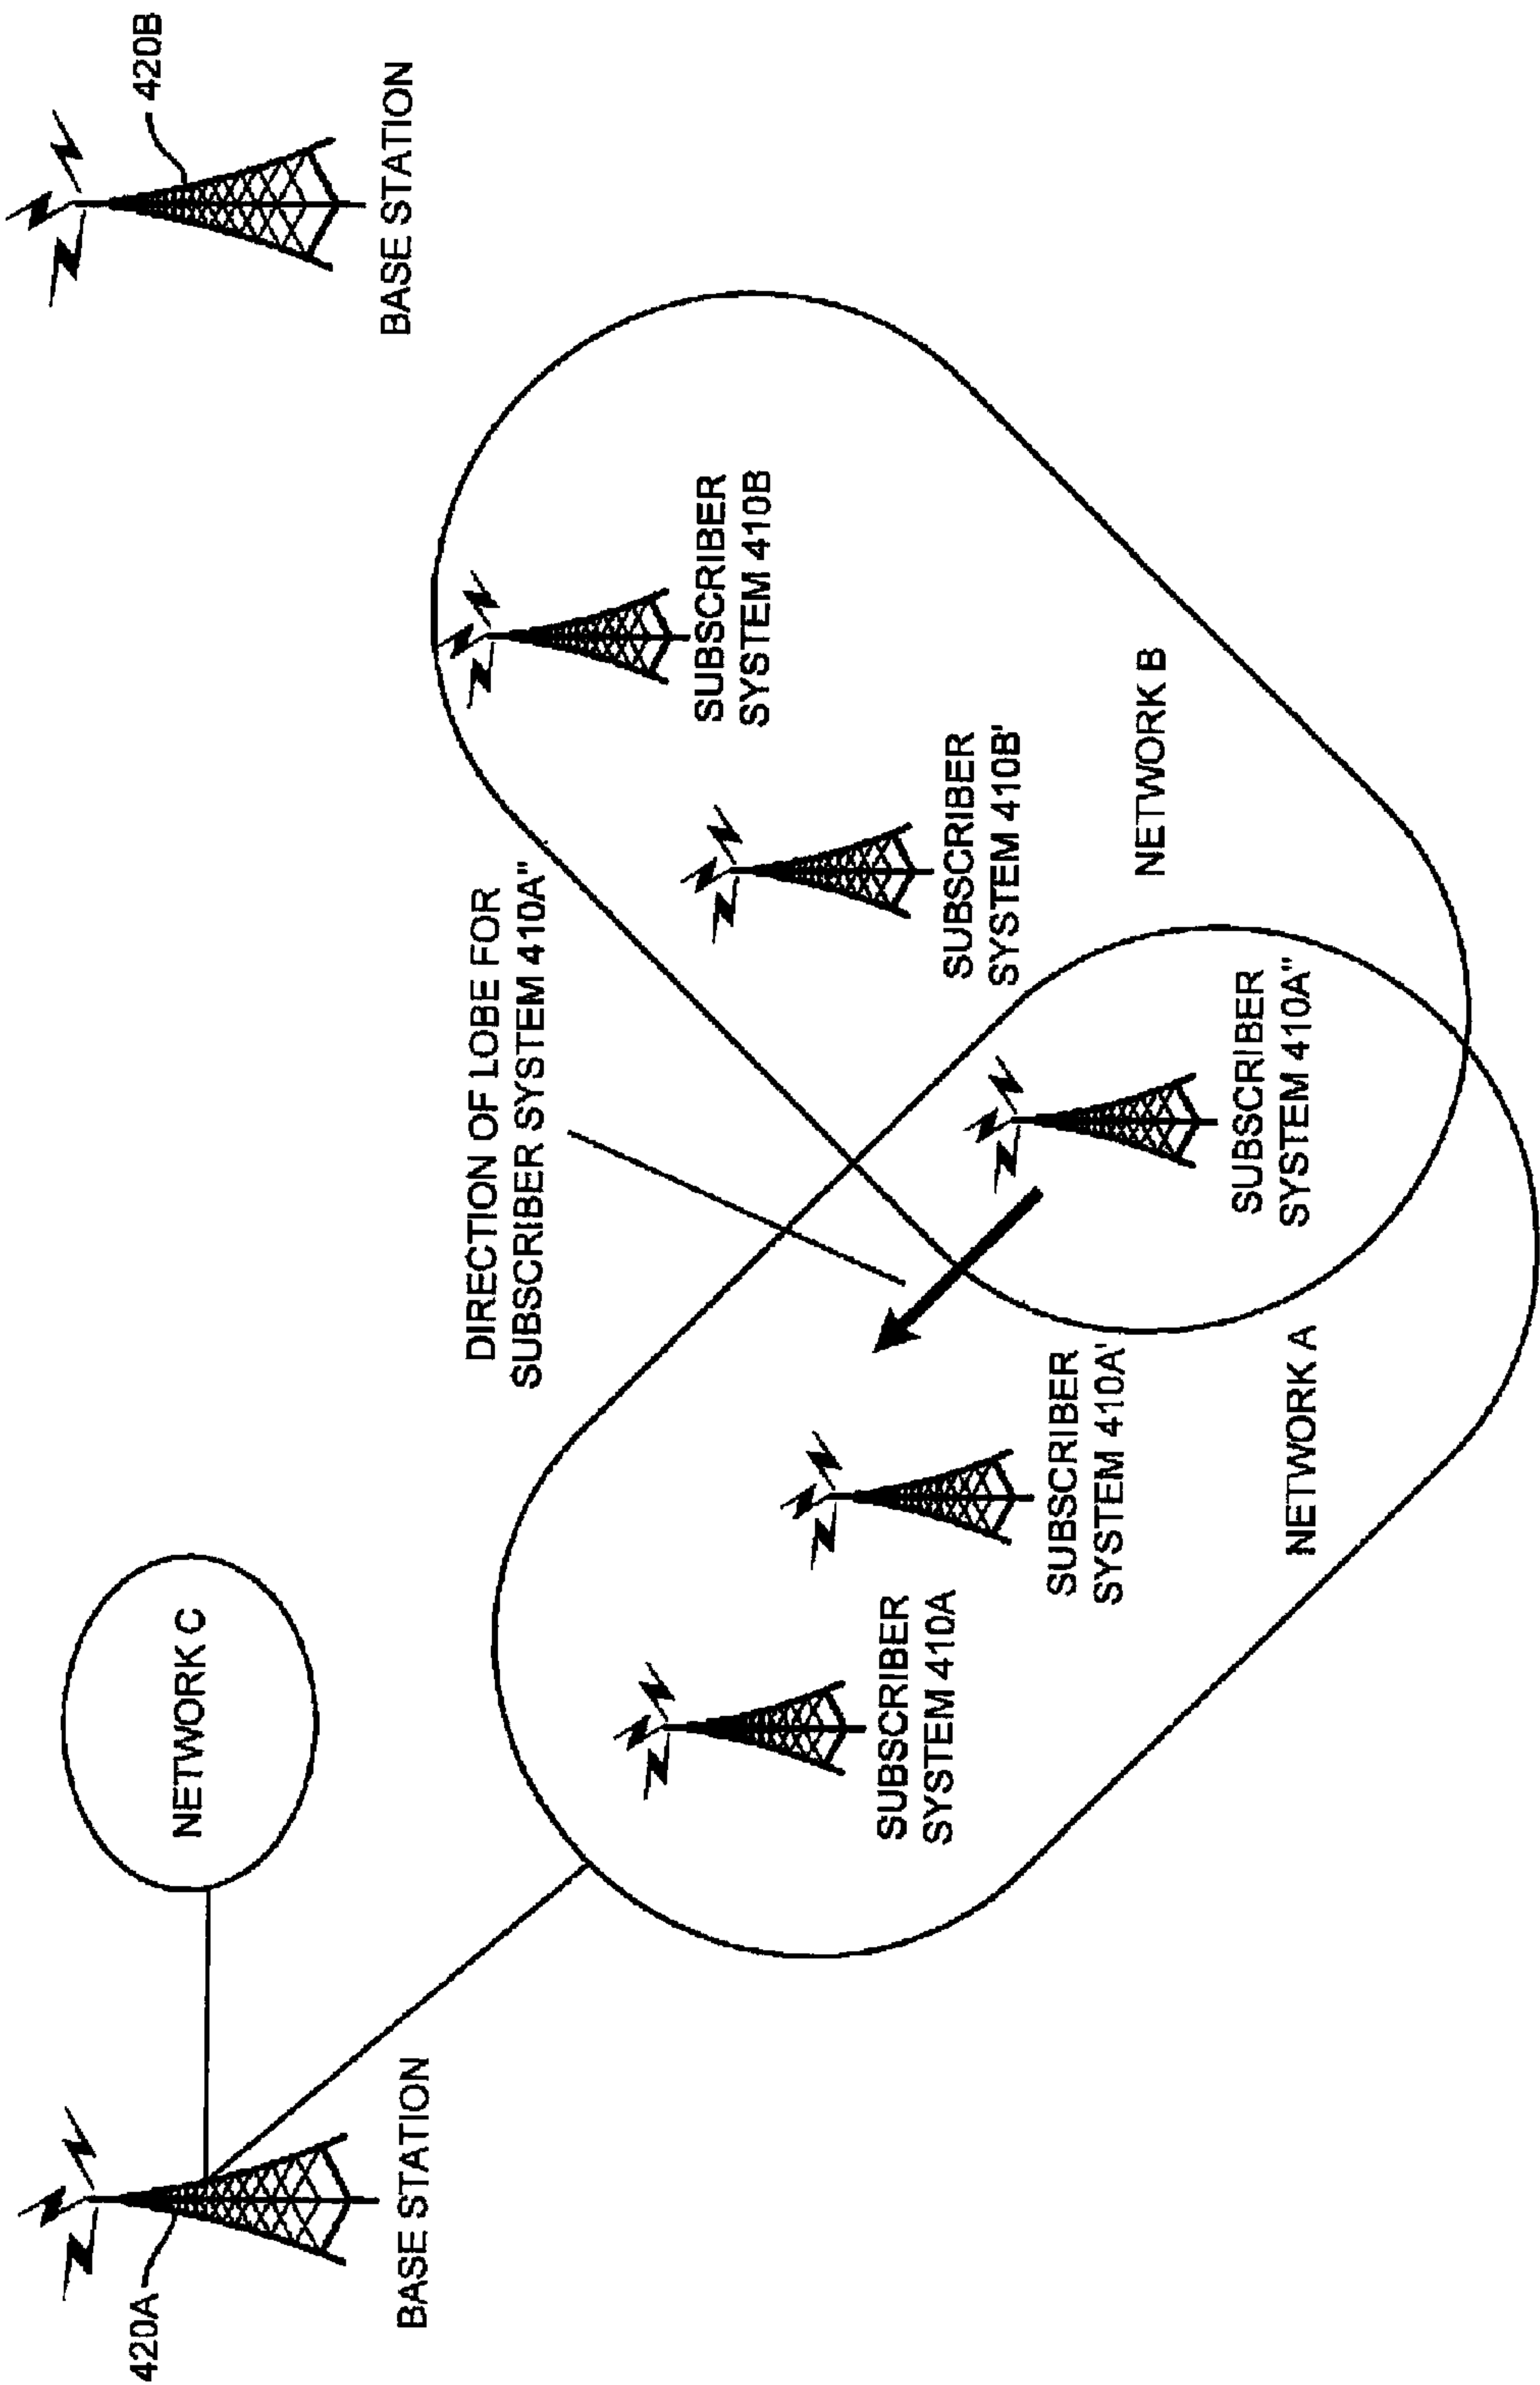 420A
BASE STATION
NETWORK C
420B
BASE STATION
DIRECTION OF LOBE FOR
SUBSCRIBER SYSTEM 410A"
SUBSCRIBER
SYSTEM 410B
SUBSCRIBER
SYSTEM 410B'
NETWORK B
SUBSCRIBER
SYSTEM 410A
SUBSCRIBER
SYSTEM 410A'
SUBSCRIBER
SYSTEM 410A"
NETWORK A